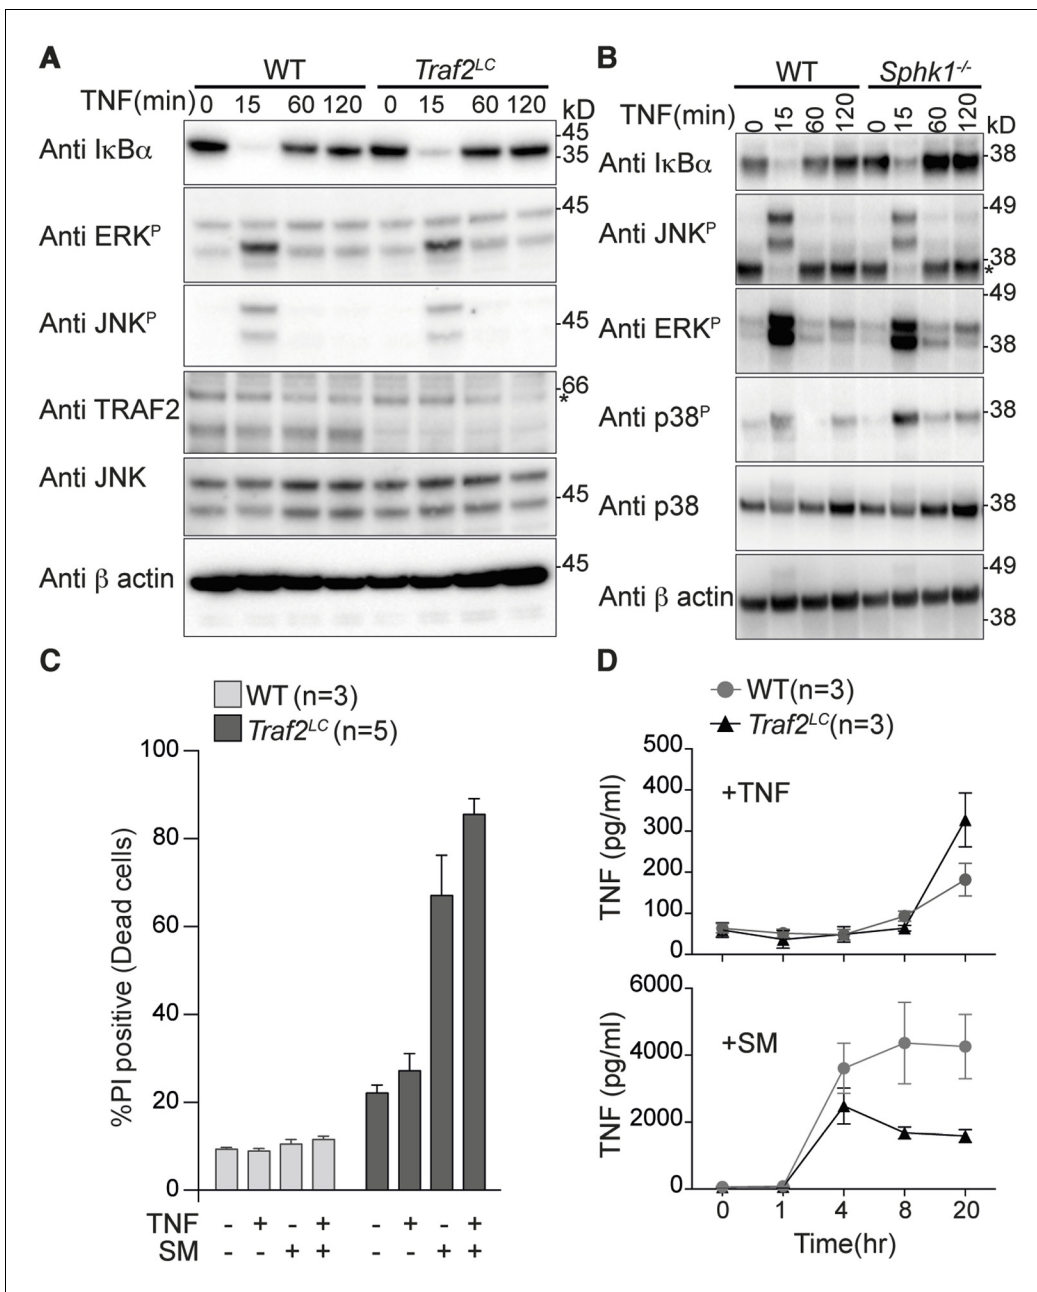 A
WT Traf2LC
TNF(min) 0 15 60 120 0 15 60 120 kD
Anti IκBα -45
-35
Anti ERKP -45
Anti JNKP -45
Anti TRAF2 -66
*
Anti JNK -45
Anti β actin -45
B
WT Sphk1-/-
TNF(min) 0 15 60 120 0 15 60 120 kD
Anti IκBα -38
Anti JNKP -49
-38
*
Anti ERKP -49
-38
Anti p38P -38
Anti p38 -38
Anti β actin -49
-38
C
WT (n=3)
Traf2LC (n=5)
%PI positive (Dead cells)
100
80
60
40
20
0
TNF - + - + - + - +
SM - - + + - - + +
D
WT(n=3)
Traf2LC(n=3)
TNF (pg/ml)
+TNF
500
400
300
200
100
0
TNF (pg/ml)
+SM
6000
4000
2000
0
0 1 4 8 20
Time(hr)